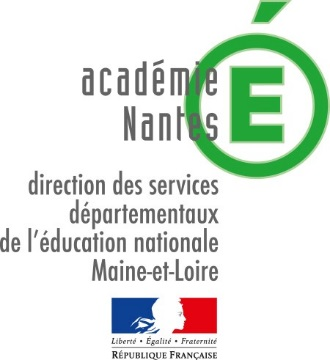 académie
Nantes
É
direction des services
départementaux
de l'éducation nationale
Maine-et-Loire
Liberté • Égalité • Fraternité
RÉPUBLIQUE FRANÇAISE